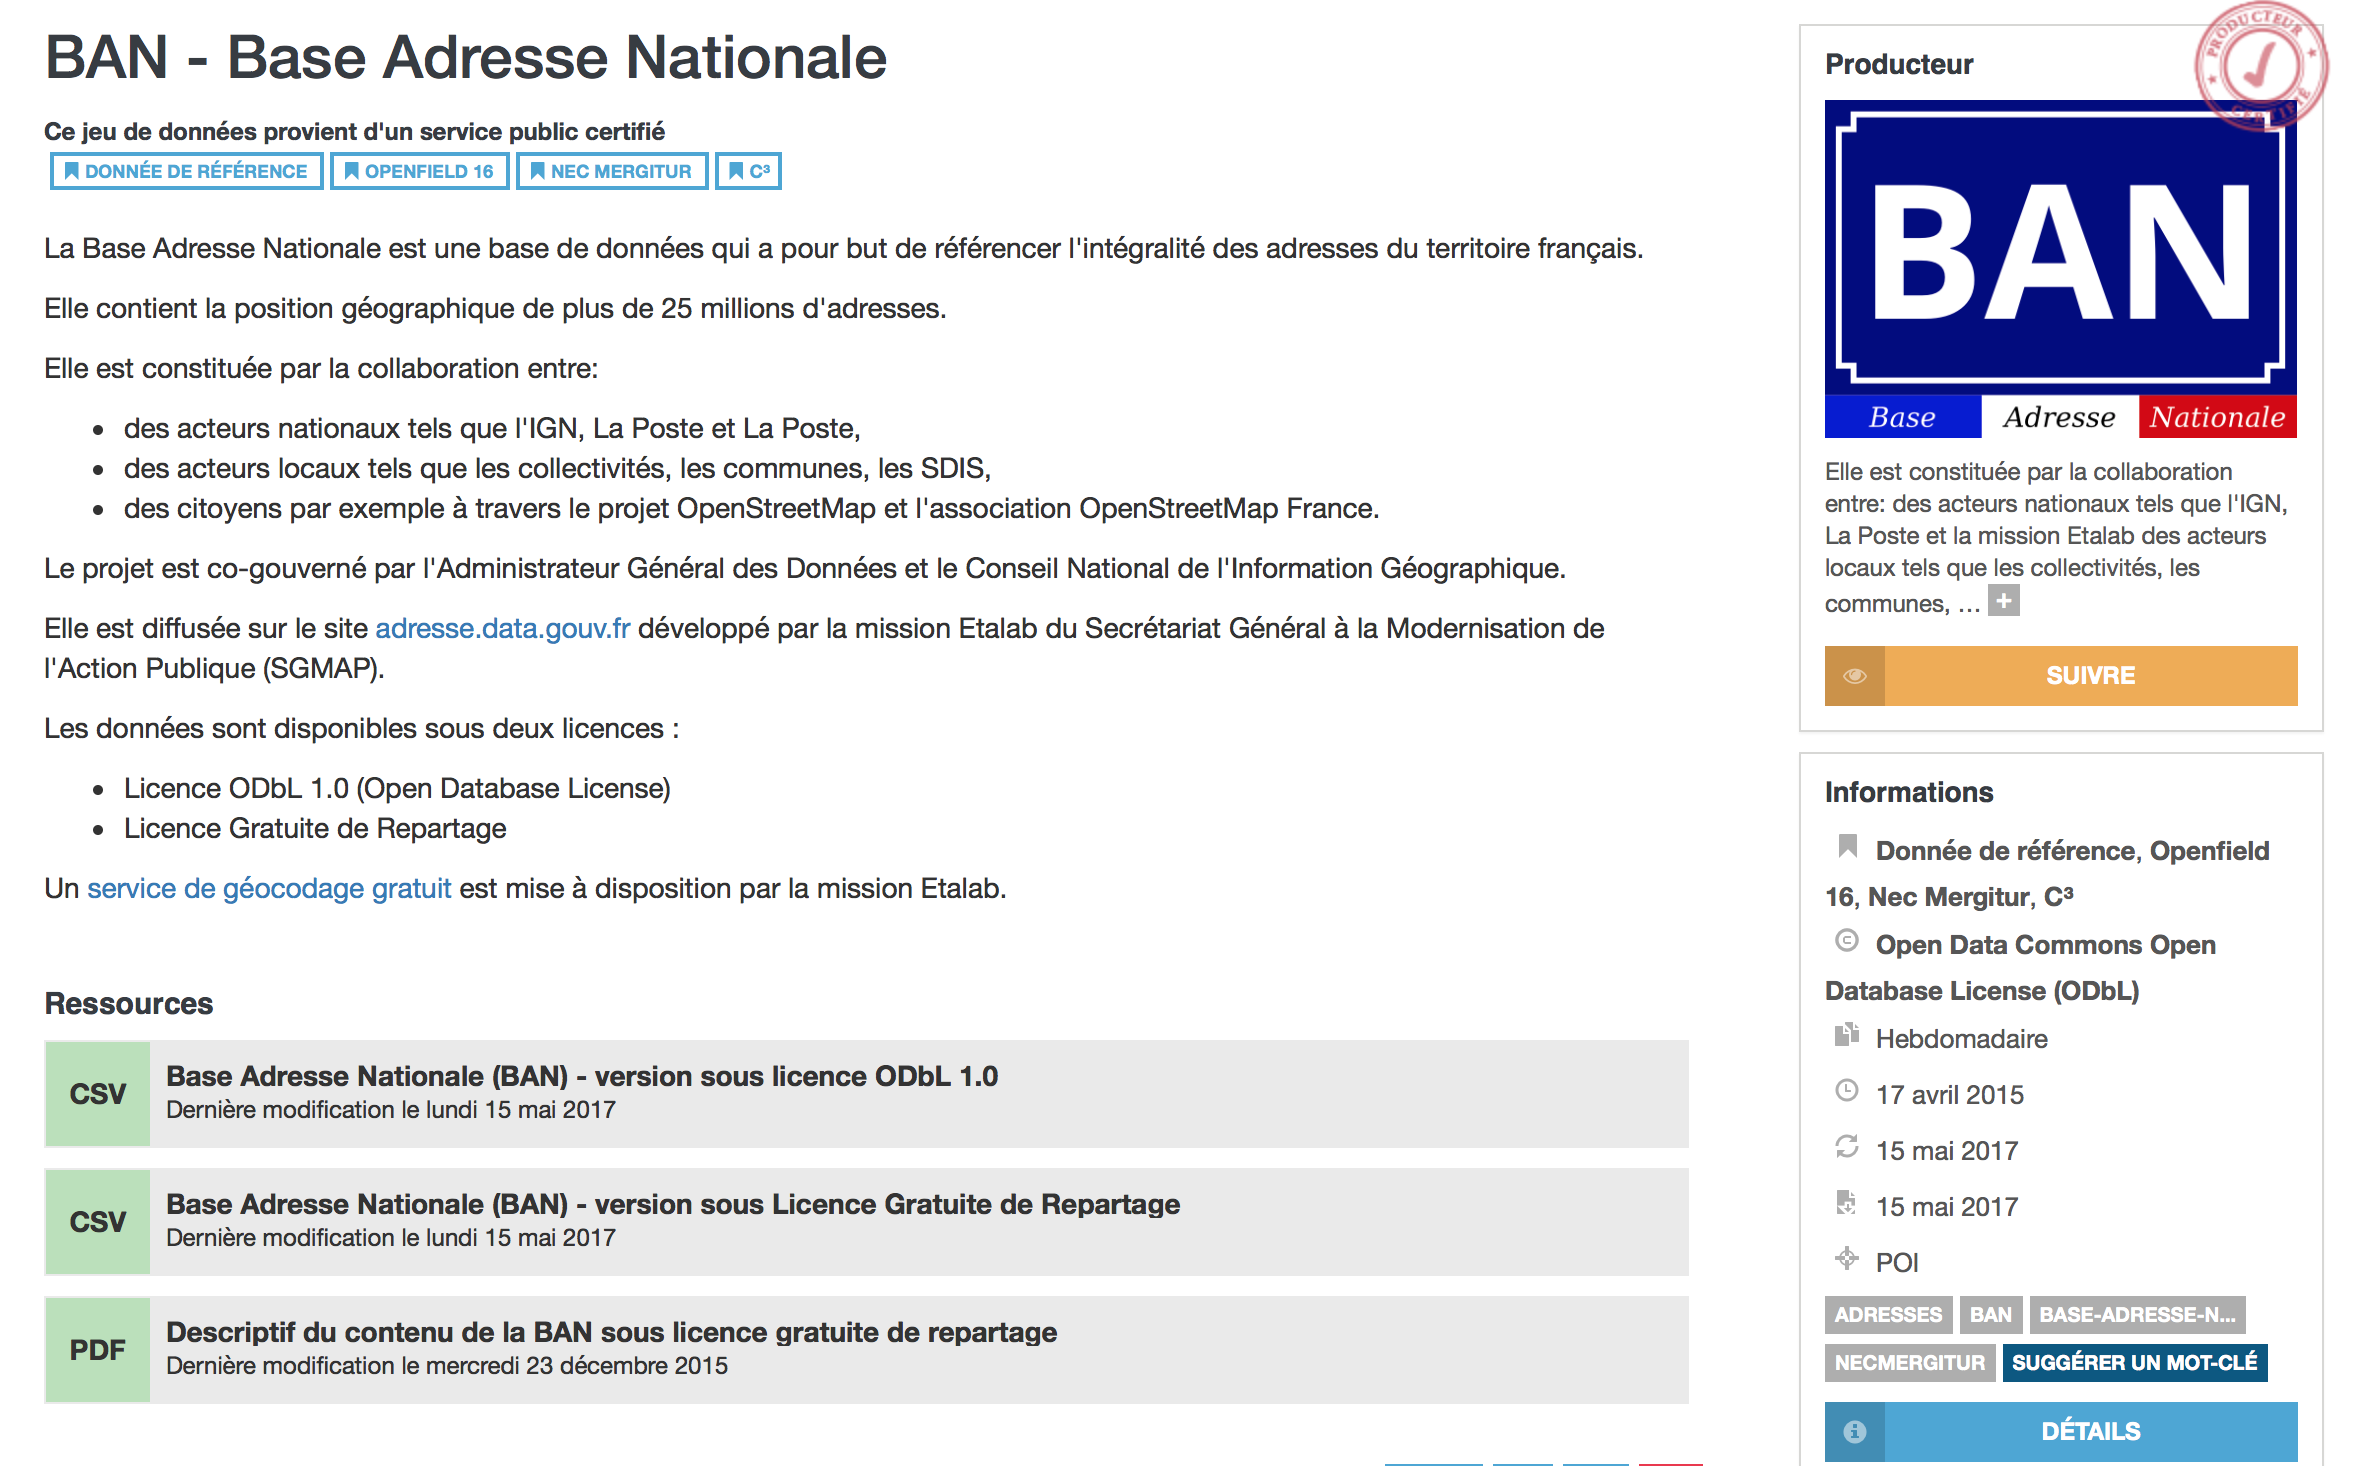 BAN - Base Adresse Nationale
Ce jeu de données provient d'un service public certifié
DONNÉE DE RÉFÉRENCE OPENFIELD 16 NEC MERGITUR C³
La Base Adresse Nationale est une base de données qui a pour but de référencer l'intégralité des adresses du territoire français.
Elle contient la position géographique de plus de 25 millions d'adresses.
Elle est constituée par la collaboration entre:
des acteurs nationaux tels que l'IGN, La Poste et La Poste,
des acteurs locaux tels que les collectivités, les communes, les SDIS,
des citoyens par exemple à travers le projet OpenStreetMap et l'association OpenStreetMap France.
Le projet est co-gouverné par l'Administrateur Général des Données et le Conseil National de l'Information Géographique.
Elle est diffusée sur le site adresse.data.gouv.fr développé par la mission Etalab du Secrétariat Général à la Modernisation de
l'Action Publique (SGMAP).
Les données sont disponibles sous deux licences :
Licence ODbL 1.0 (Open Database License)
Licence Gratuite de Repartage
Un service de géocodage gratuit est mise à disposition par la mission Etalab.
Ressources
CSV
Base Adresse Nationale (BAN) - version sous licence ODbL 1.0
Dernière modification le lundi 15 mai 2017
CSV
Base Adresse Nationale (BAN) - version sous Licence Gratuite de Repartage
Dernière modification le lundi 15 mai 2017
PDF
Descriptif du contenu de la BAN sous licence gratuite de repartage
Dernière modification le mercredi 23 décembre 2015
Producteur
PRODUCTEUR
CERTIFIÉ
BAN
Base Adresse Nationale
Elle est constituée par la collaboration
entre: des acteurs nationaux tels que l'IGN,
La Poste et la mission Etalab des acteurs
locaux tels que les collectivités, les
communes, … +
SUIVRE
Informations
Donnée de référence, Openfield
16, Nec Mergitur, C³
Open Data Commons Open
Database License (ODbL)
Hebdomadaire
17 avril 2015
15 mai 2017
15 mai 2017
POI
ADRESSES BAN BASE-ADRESSE-N...
NECMERGITUR SUGGÉRER UN MOT-CLÉ
DÉTAILS